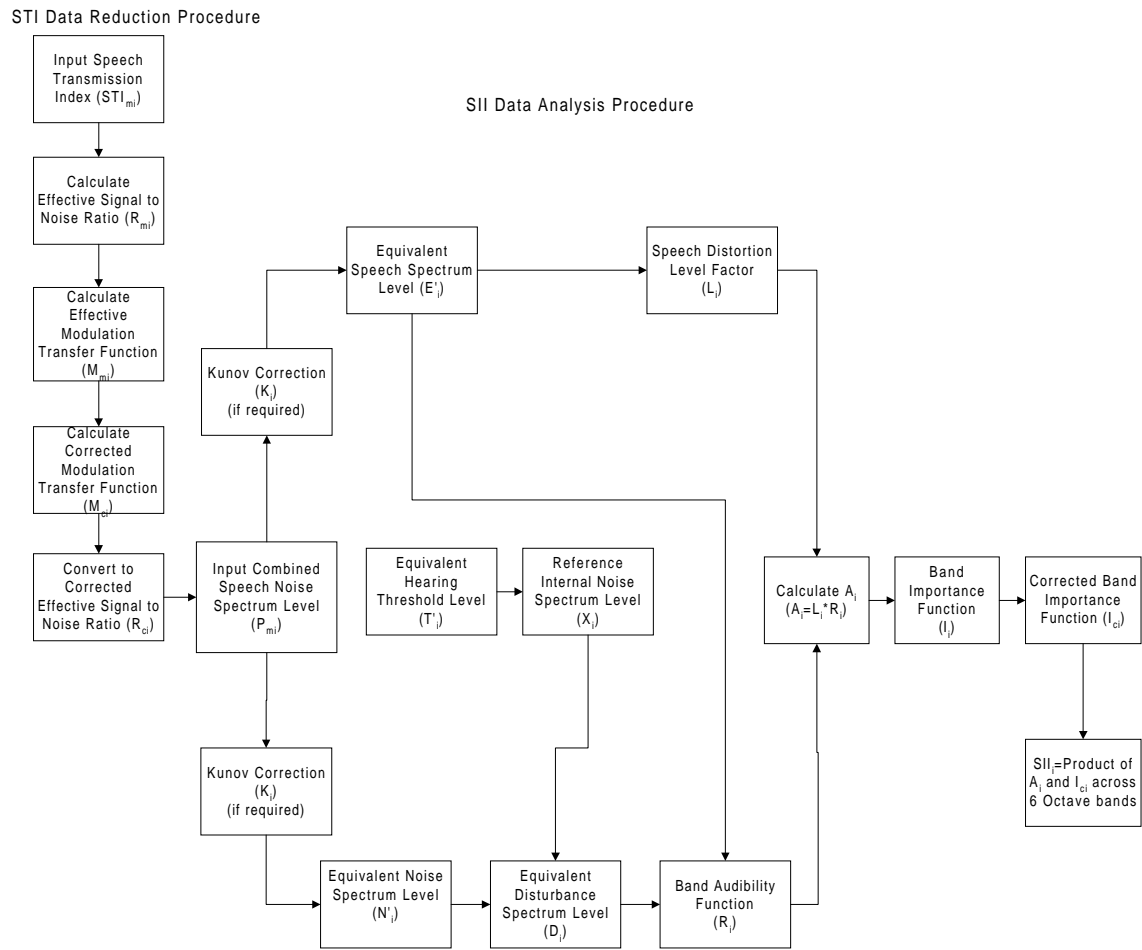 STI Data Reduction Procedure
Input Speech
Transmission
Index (STI_mi)
SII Data Analysis Procedure
Calculate
Effective Signal to
Noise Ratio (R_mi)
Equivalent
Speech Spectrum
Level (E'_i)
Speech Distortion
Level Factor
(L_i)
Calculate
Effective
Modulation
Transfer Function
(M_mi)
Kunov Correction
(K_i)
(if required)
Calculate
Corrected
Modulation
Transfer Function
(M_ci)
Convert to
Corrected
Effective Signal to
Noise Ratio (R_ci)
Input Combined
Speech Noise
Spectrum Level
(P_mi)
Equivalent
Hearing
Threshold Level
(T'_i)
Reference
Internal Noise
Spectrum Level
(X_i)
Calculate A_i
(A_i=L_i*R_i)
Band
Importance
Function
(I_i)
Corrected Band
Importance
Function (I_ci)
Kunov Correction
(K_i)
(if required)
SII_i=Product of
A_i and I_ci across
6 Octave bands
Equivalent Noise
Spectrum Level
(N'_i)
Equivalent
Disturbance
Spectrum Level
(D_i)
Band Audibility
Function
(R_i)